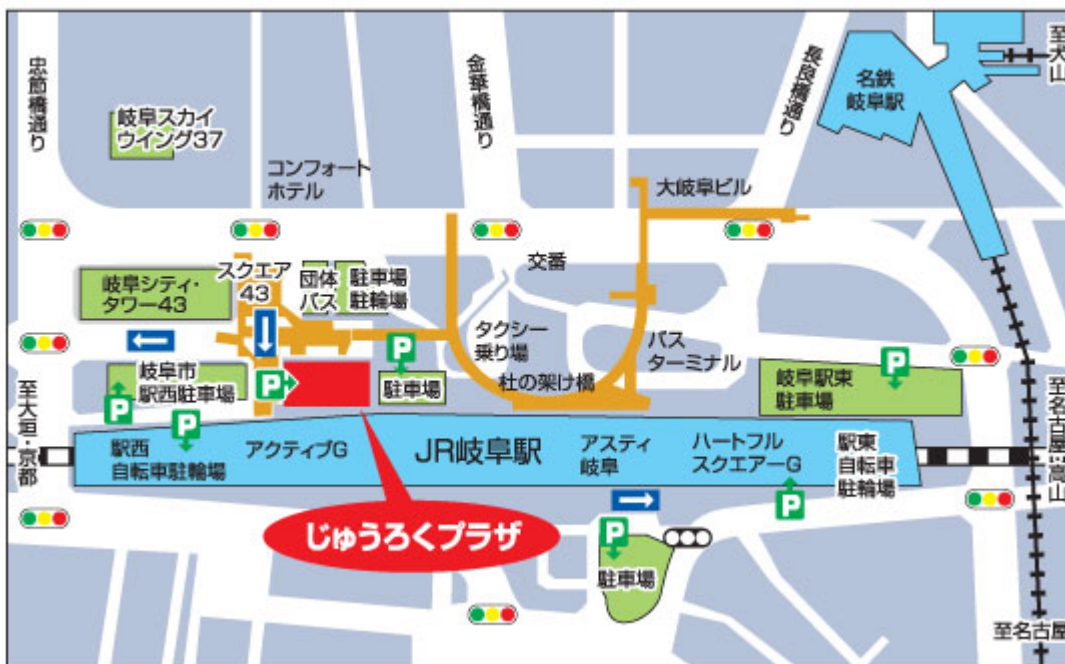 忠節橋通り
金華橋通り
長良橋通り
名鉄
岐阜駅
至犬山
岐阜スカイ
ウイング37
コンフォート
ホテル
大岐阜ビル
スクエア
43
団体
バス
駐車場
駐輪場
交番
岐阜シティ・
タワー43
タクシー
乗り場
バス
ターミナル
杜の架け橋
P
P
岐阜市
駅西駐車場
P
駐車場
岐阜駅東
駐車場
P
P
至大垣・京都
至名古屋・高山
駅西
自転車駐輪場
アクティブG
JR岐阜駅
アスティ
岐阜
ハートフル
スクエアーG
駅東
自転車
駐輪場
P
じゅうろくプラザ
P
駐車場
至名古屋